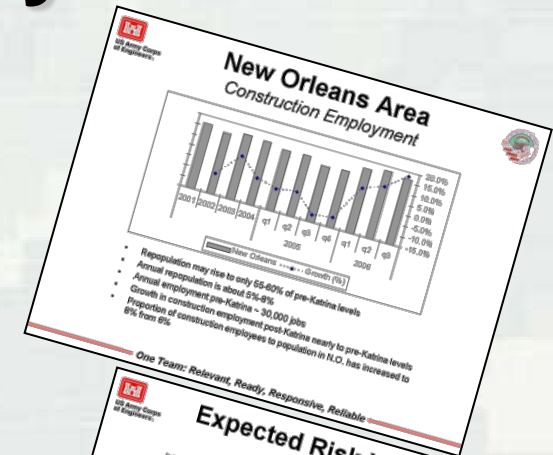 US Army Corps
of Engineers
New Orleans Area
Construction Employment
20.0%
15.0%
10.0%
5.0%
0.0%
-5.0%
-10.0%
-15.0%
2001 2002 2003 2004 q1 q2 q3 q4 q1 q2 q3
2005 2006
New Orleans Growth (%)
• Repopulation may rise to only 55-60% of pre-Katrina levels
• Annual repopulation is about 5%-8%
• Annual employment pre-Katrina ~ 30,000 jobs
• Growth in construction employment post-Katrina nearly to pre-Katrina levels
• Proportion of construction employees to population in N.O. has increased to
8% from 6%
One Team: Relevant, Ready, Responsive, Reliable
US Army Corps
of Engineers
Expected Risk